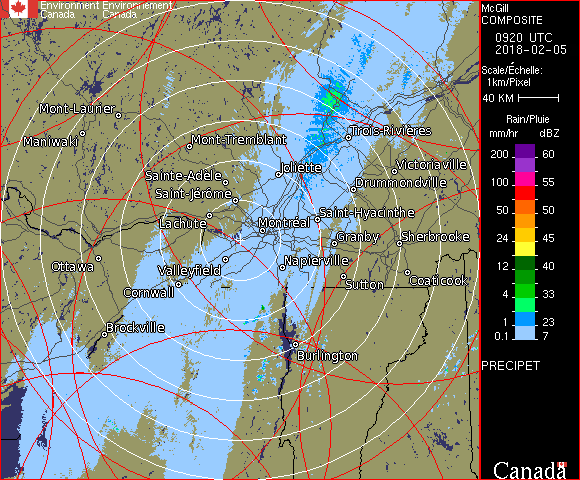 Environment Environnement
Canada Canada
McGill
COMPOSITE
0920 UTC
2018-02-05
Scale/Échelle:
1km/Pixel
40 KM
Rain/Pluie
mm/hr dBZ
200 60
100 55
50 50
24 45
12 40
4 33
1 23
0.1 7
PRECIPET
Canada
Mont-Laurier
Maniwaki
Mont-Tremblant
Trois-Rivières
Sainte-Adèle
Joliette
Victoriaville
Saint-Jérôme
Drummondville
Lachute
Montréal
Saint-Hyacinthe
Granby
Sherbrooke
Ottawa
Valleyfield
Napierville
Cornwall
Sutton
Coaticook
Brockville
Burlington